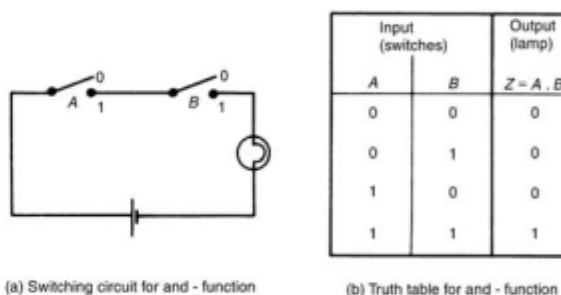 0
A
1
0
B
1
(a) Switching circuit for and - function
Input
(switches)
Output
(lamp)
A B Z = A . B
0 0 0
0 1 0
1 0 0
1 1 1
(b) Truth table for and - function